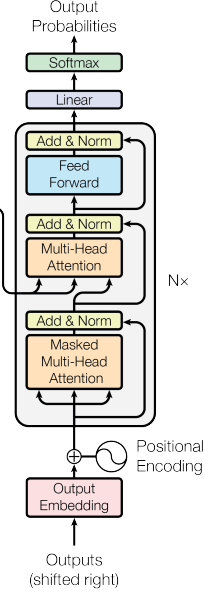 Output
Probabilities
Softmax
Linear
Add & Norm
Feed
Forward
Add & Norm
Multi-Head
Attention
N×
Add & Norm
Masked
Multi-Head
Attention
Positional
Encoding
Output
Embedding
Outputs
(shifted right)